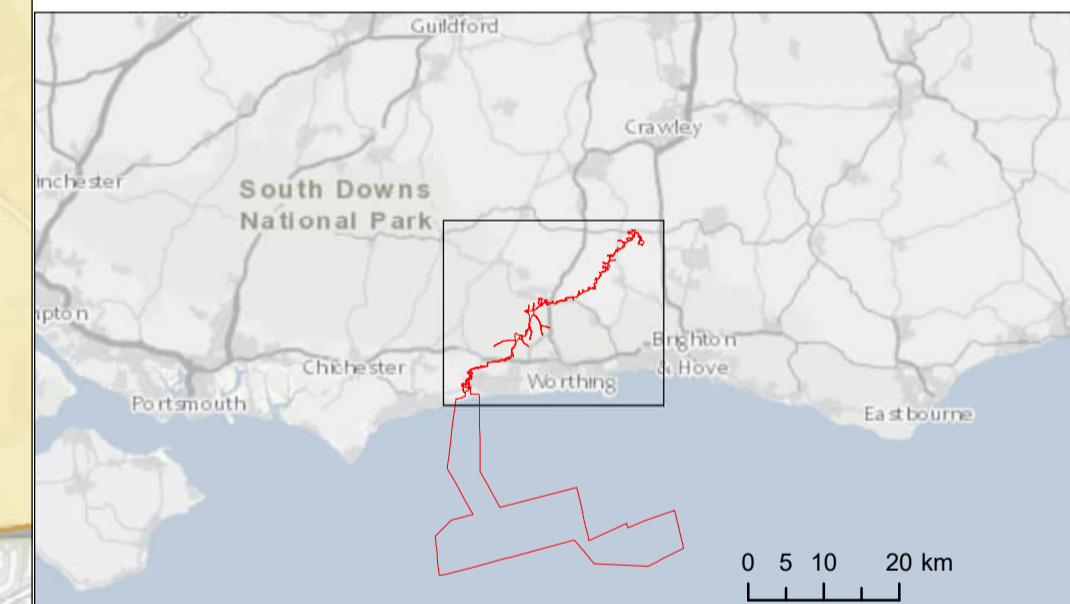 Guildford
Crawley
inchester
South Downs
National Park
mpton
Brighton
& Hove
Chichester
Worthing
Portsmouth
Eastbourne
0 5 10 20 km